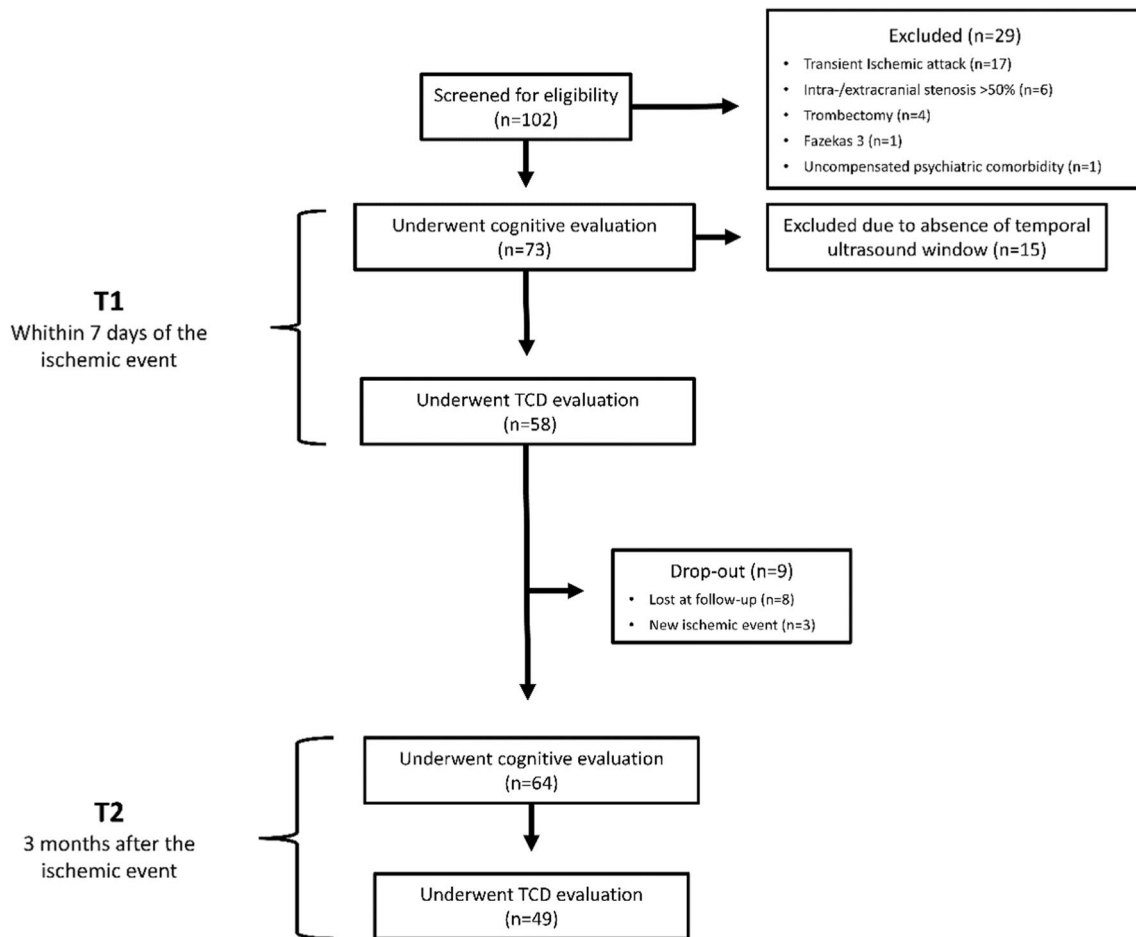 Screened for eligibility
(n=102)
Excluded (n=29)
• Transient Ischemic attack (n=17)
• Intra-/extracranial stenosis >50% (n=6)
• Trombectomy (n=4)
• Fazekas 3 (n=1)
• Uncompensated psychiatric comorbidity (n=1)
T1
Whithin 7 days of the
ischemic event
Underwent cognitive evaluation
(n=73)
Excluded due to absence of temporal
ultrasound window (n=15)
Underwent TCD evaluation
(n=58)
Drop-out (n=9)
• Lost at follow-up (n=8)
• New ischemic event (n=3)
T2
3 months after the
ischemic event
Underwent cognitive evaluation
(n=64)
Underwent TCD evaluation
(n=49)